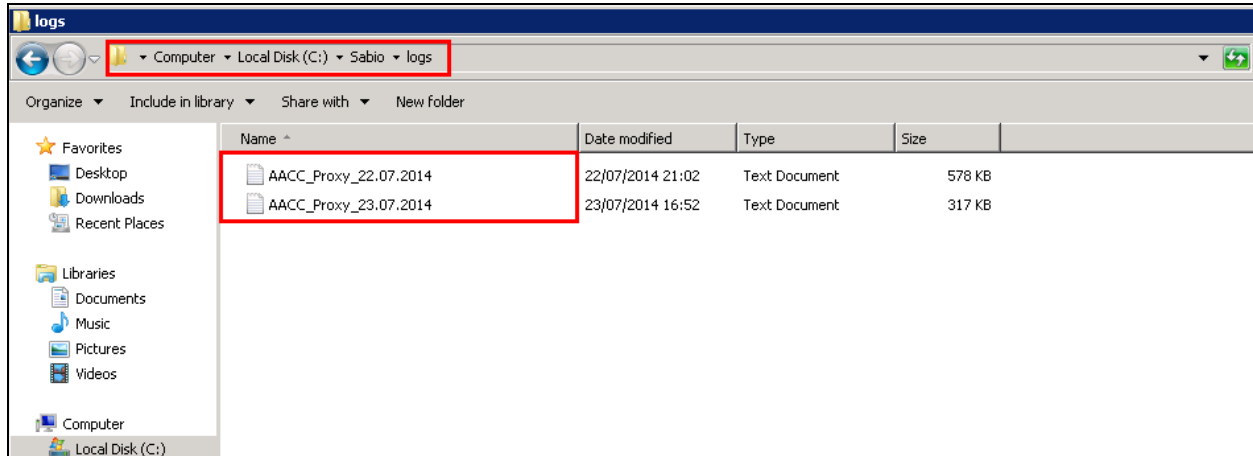 logs
Computer Local Disk (C:) Sabio logs
Organize Include in library Share with New folder
Favorites
Desktop
Downloads
Recent Places
Libraries
Documents
Music
Pictures
Videos
Computer
Local Disk (C:)
Name Date modified Type Size
AACC_Proxy_22.07.2014 22/07/2014 21:02 Text Document 578 KB
AACC_Proxy_23.07.2014 23/07/2014 16:52 Text Document 317 KB